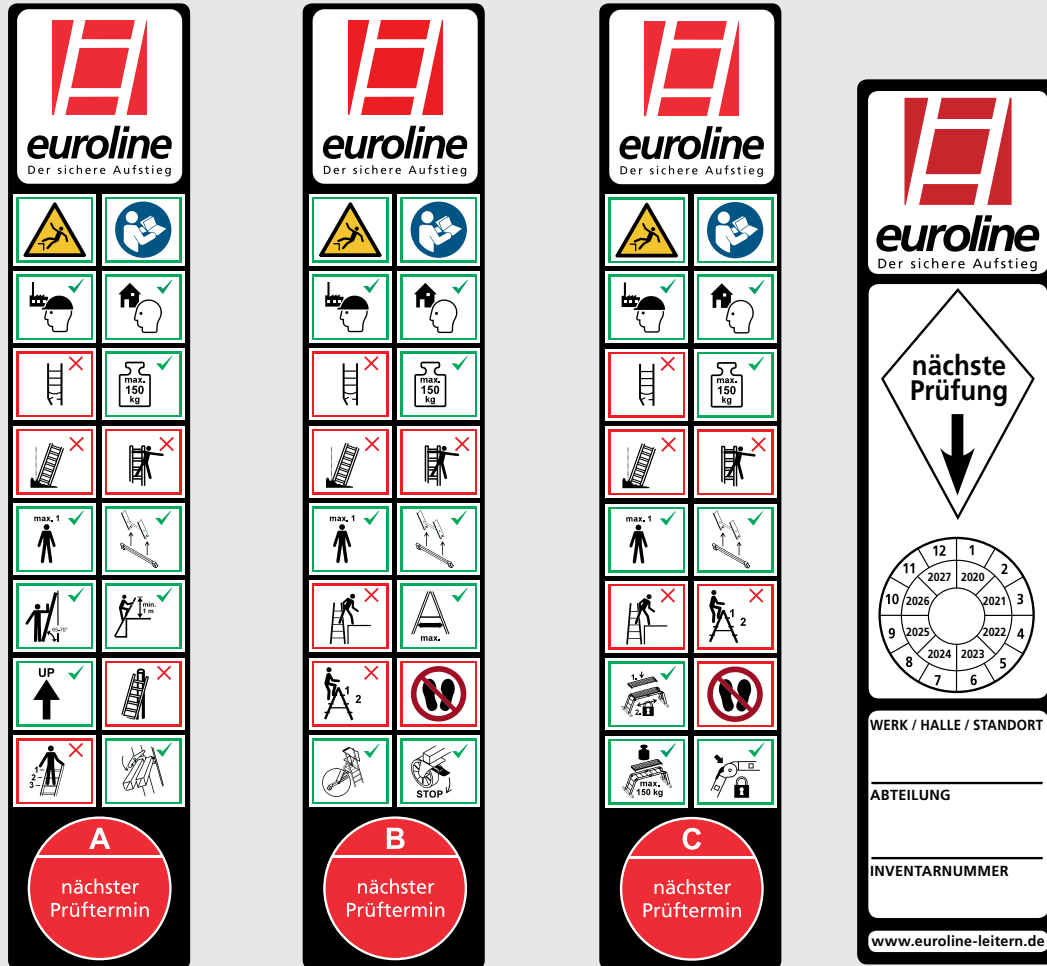 euroline
Der sichere Aufstieg
max.
150
kg
max. 1
65-75°
min.
1 m
UP
1
2
3
A
nächster
Prüftermin
euroline
Der sichere Aufstieg
max.
150
kg
max. 1
max.
1
2
STOP
B
nächster
Prüftermin
euroline
Der sichere Aufstieg
max.
150
kg
max. 1
1
2
1.
2.
max.
150 kg
C
nächster
Prüftermin
euroline
Der sichere Aufstieg
nächste
Prüfung
12 1
11 2
2027 2020
10 2026 2021 3
9 2025 2022 4
2024 2023
8 5
7 6
WERK / HALLE / STANDORT
ABTEILUNG
INVENTARNUMMER
www.euroline-leitern.de